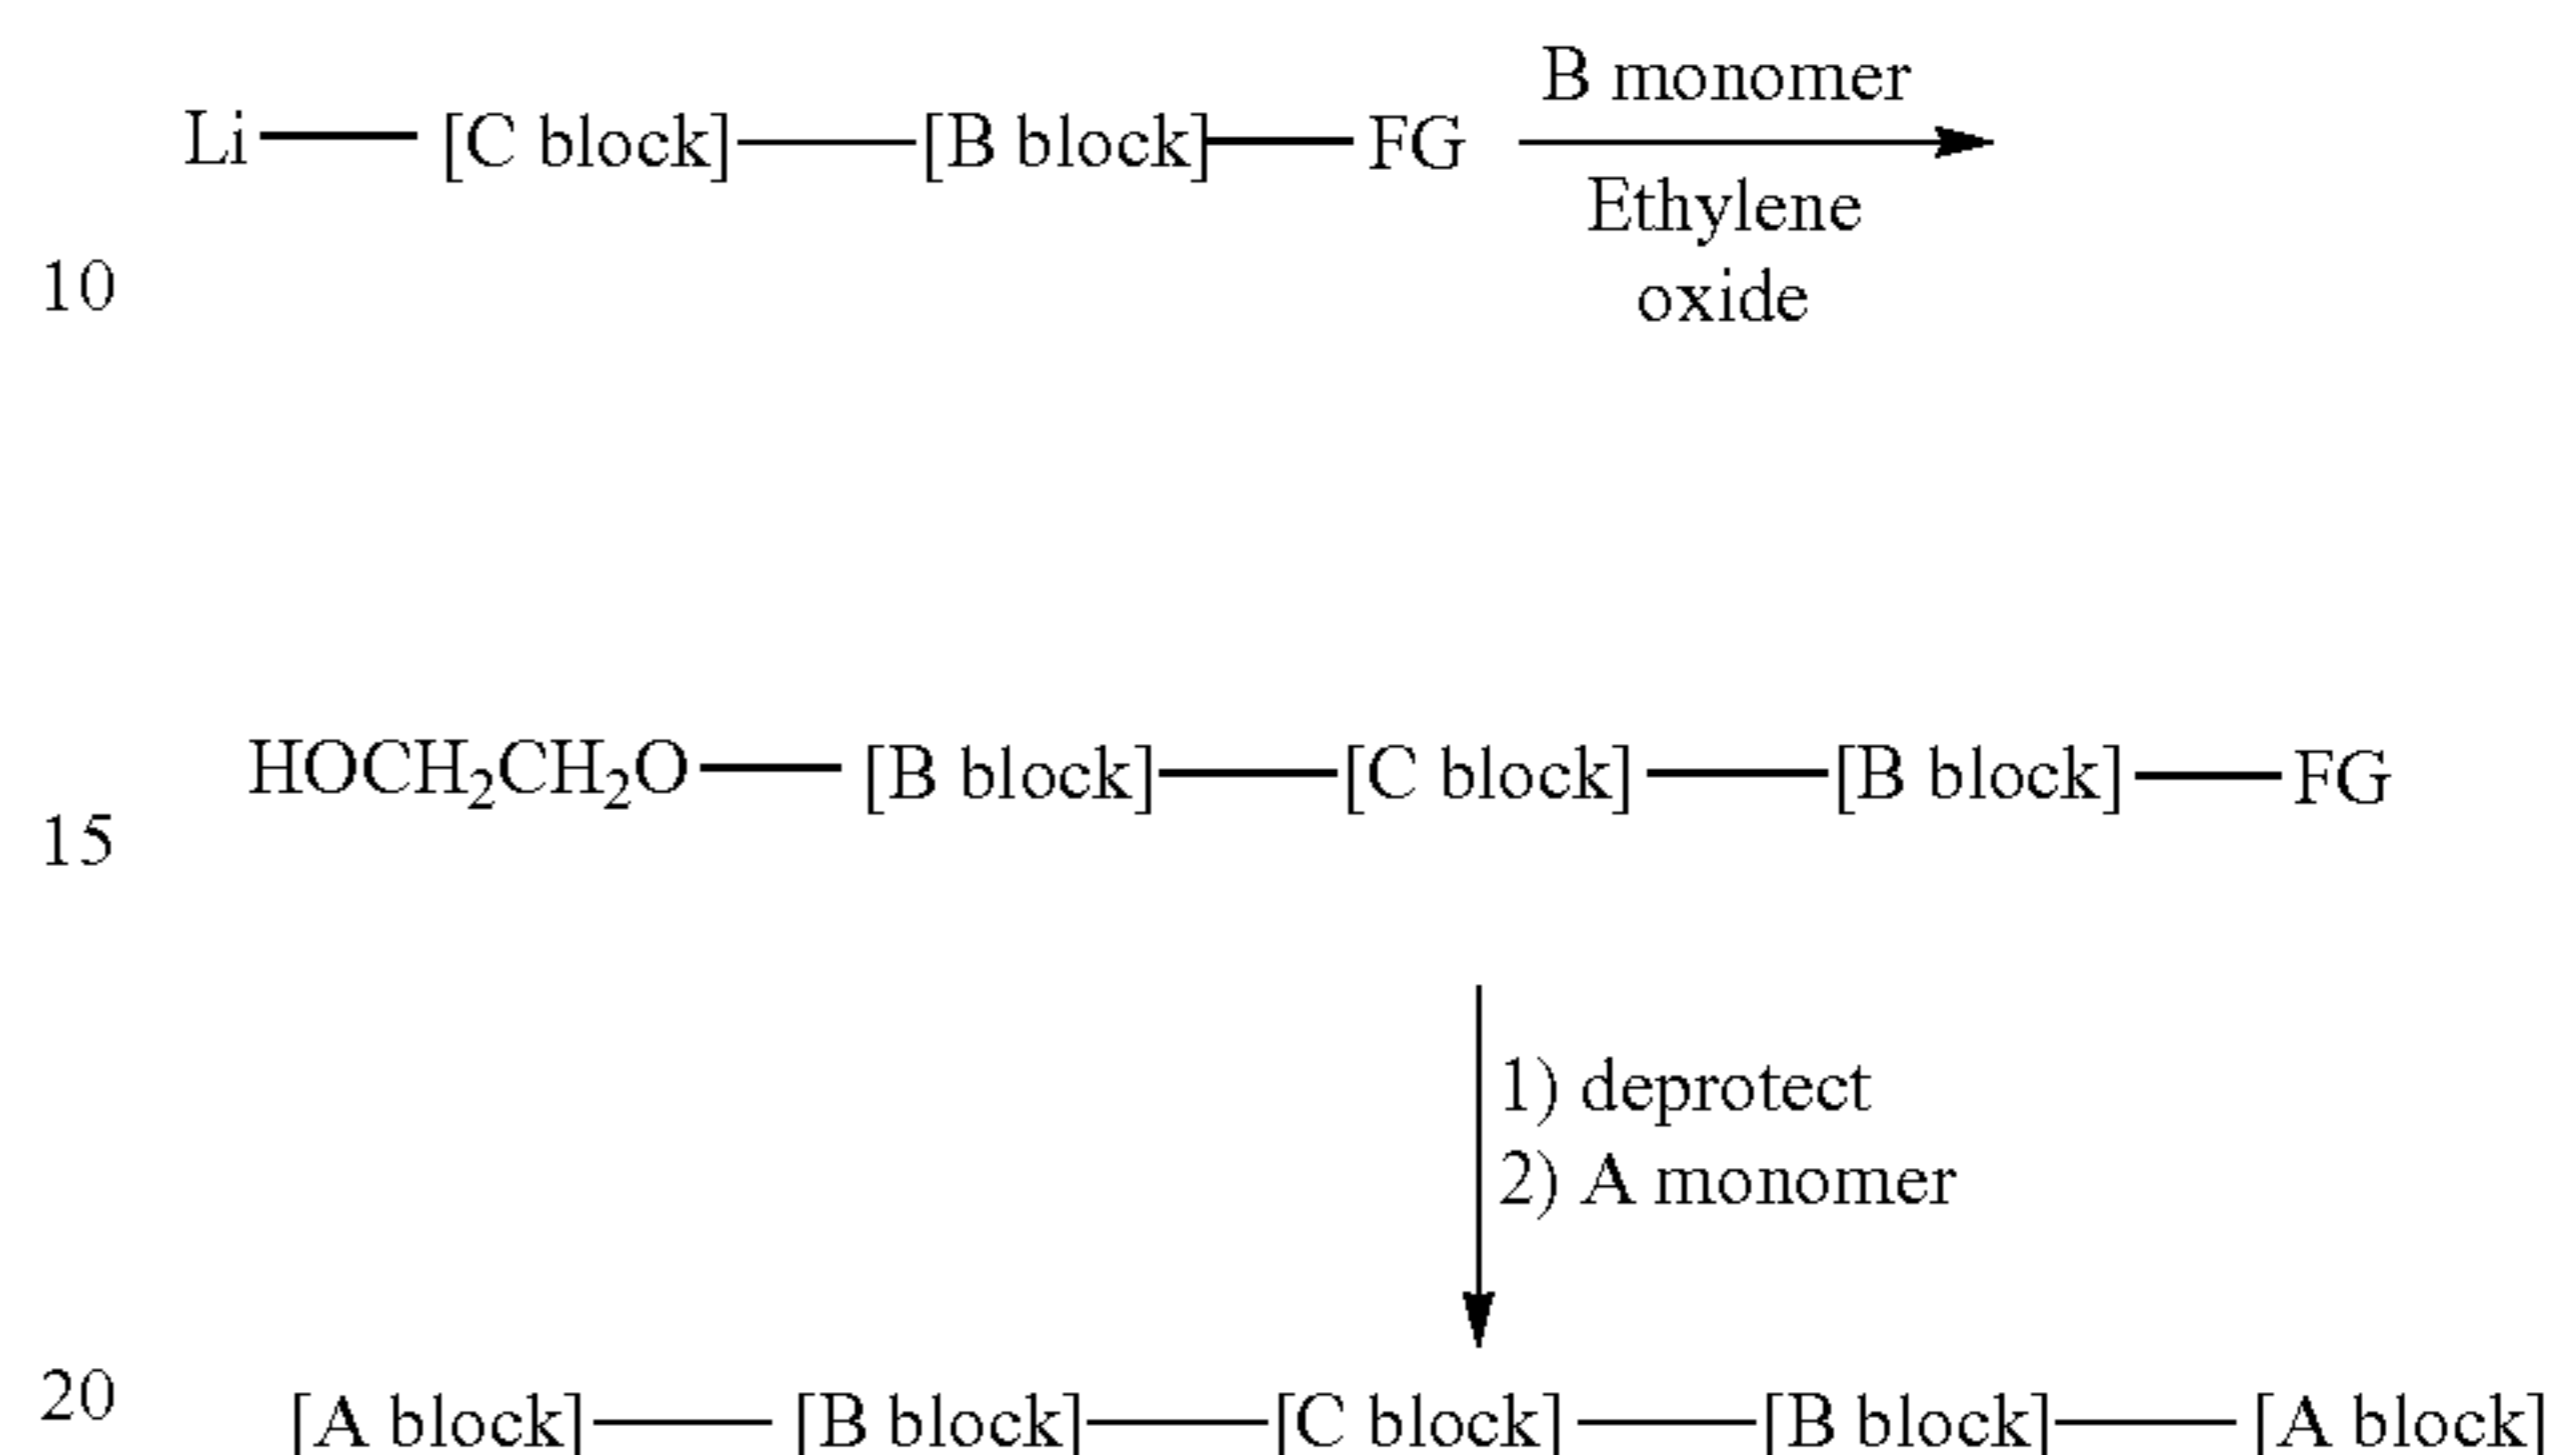 Li—[C block]—[B block]—FG B monomer
Ethylene
oxide
10
HOCH₂CH₂O—[B block]—[C block]—[B block]—FG
15
1) deprotect
2) A monomer
20
[A block]—[B block]—[C block]—[B block]—[A block]